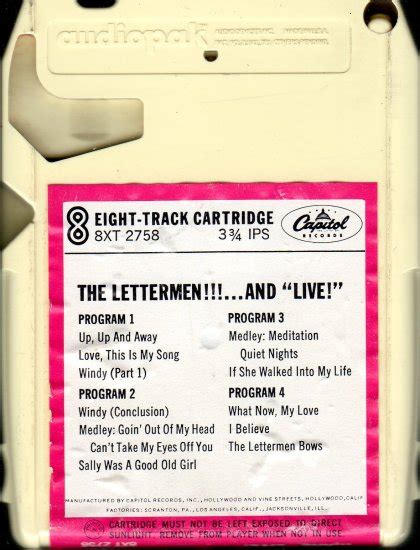 audiopak
8 EIGHT-TRACK CARTRIDGE
8XT 2758 3¾ IPS
Capitol
RECORDS
THE LETTERMEN!!!...AND "LIVE!"
PROGRAM 1
Up, Up And Away
Love, This Is My Song
Windy (Part 1)
PROGRAM 2
Windy (Conclusion)
Medley: Goin' Out Of My Head
Can't Take My Eyes Off You
Sally Was A Good Old Girl
PROGRAM 3
Medley: Meditation
Quiet Nights
If She Walked Into My Life
PROGRAM 4
What Now, My Love
I Believe
The Lettermen Bows
MANUFACTURED BY CAPITOL RECORDS, INC., HOLLYWOOD AND VINE STREETS, HOLLYWOOD, CALIF
FACTORIES: SCRANTON, PA., LOS ANGELES, CALIF., JACKSONVILLE, ILL.
CARTRIDGE MUST NOT BE LEFT EXPOSED TO DIRECT
SUNLIGHT. REMOVE FROM PLAYER WHEN NOT IN USE
8XT 2758